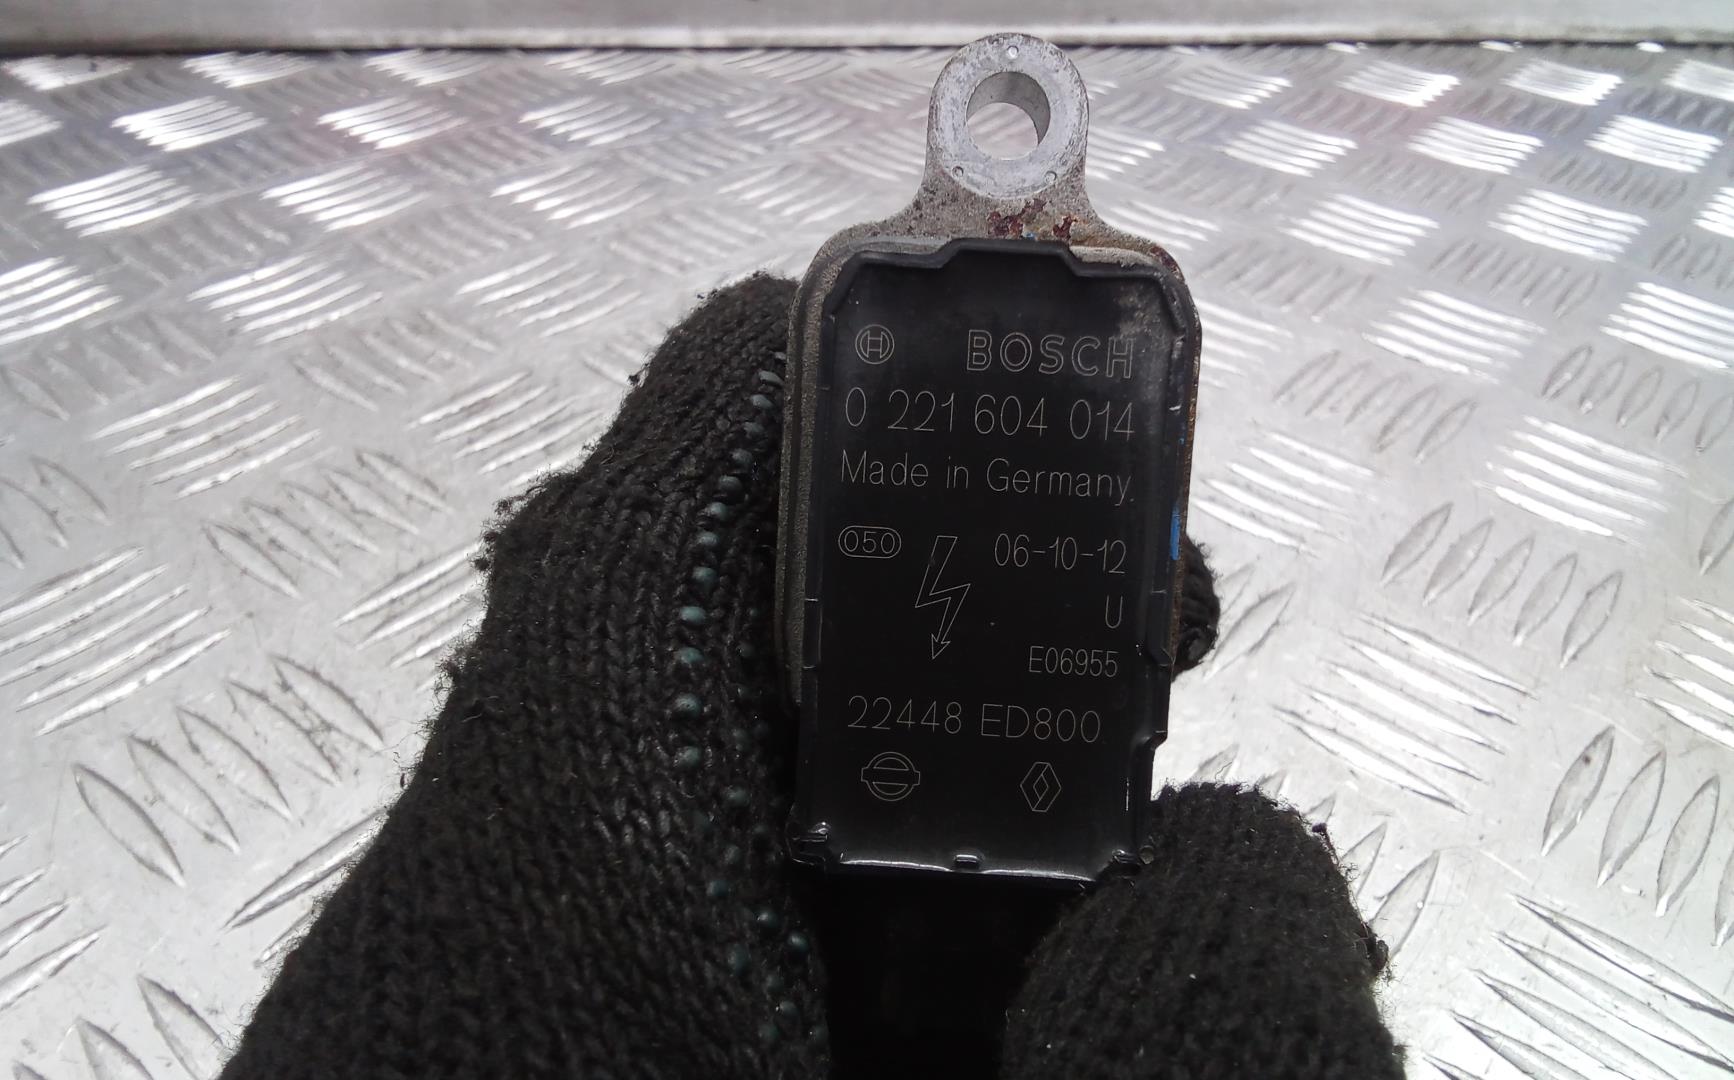 BOSCH
0 221 604 014
Made in Germany
050 06-10-12
U
E06955
22448 ED800